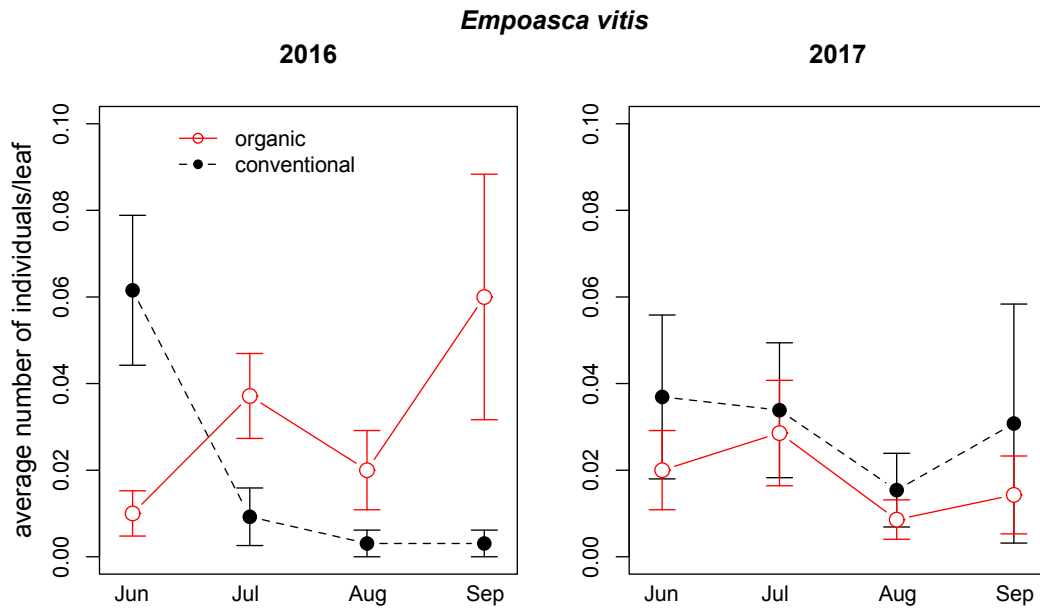 Empoasca vitis
2016
2017
average number of individuals/leaf
0.10
0.08
0.06
0.04
0.02
0.00
organic
conventional
Jun Jul Aug Sep
0.10
0.08
0.06
0.04
0.02
0.00
Jun Jul Aug Sep